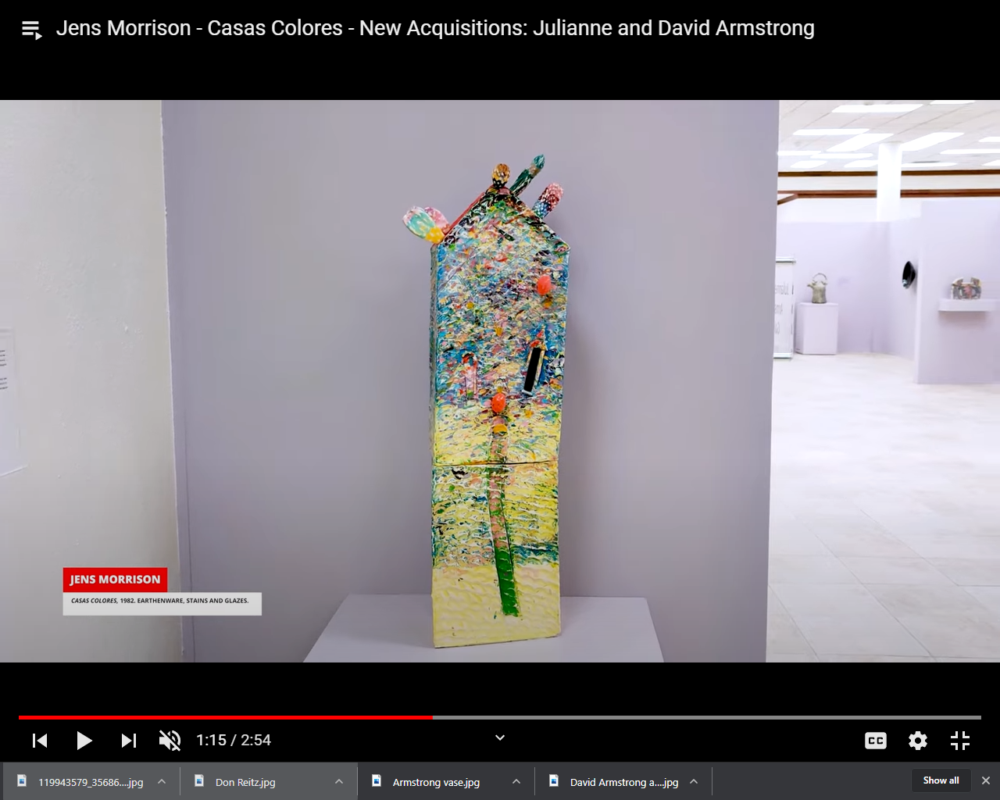 Jens Morrison - Casas Colores - New Acquisitions: Julianne and David Armstrong
JENS MORRISON
CASAS COLORES, 1982. EARTHENWARE, STAINS AND GLAZES.
1:15 / 2:54
CC
119943579_35686....jpg
Don Reitz.jpg
Armstrong vase.jpg
David Armstrong a....jpg
Show all